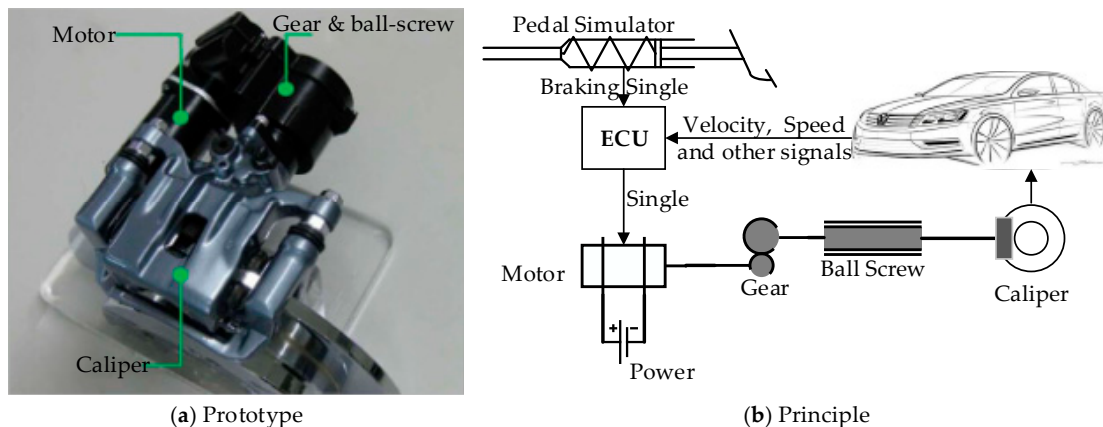 Motor
Gear & ball-screw
Caliper
(a) Prototype
Pedal Simulator
Braking Single
ECU
Velocity, Speed
and other signals
Single
Motor
+ −
Power
Gear
Ball Screw
Caliper
(b) Principle